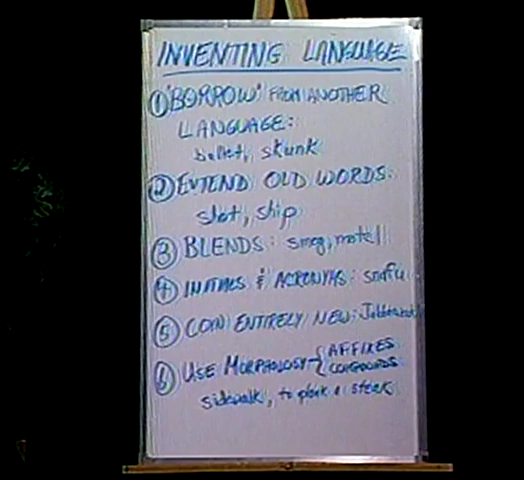 INVENTING LANGUAGE
① 'BORROW' FROM ANOTHER
LANGUAGE:
ballet, skunk
② EXTEND OLD WORDS:
slot, ship
③ BLENDS: smog, motel
④ INITIALS & ACRONYMS: snafu
⑤ COIN ENTIRELY NEW:
⑥ USE MORPHOLOGY { AFFIXES
COMPOUNDS
sidewalk, to plank a steak